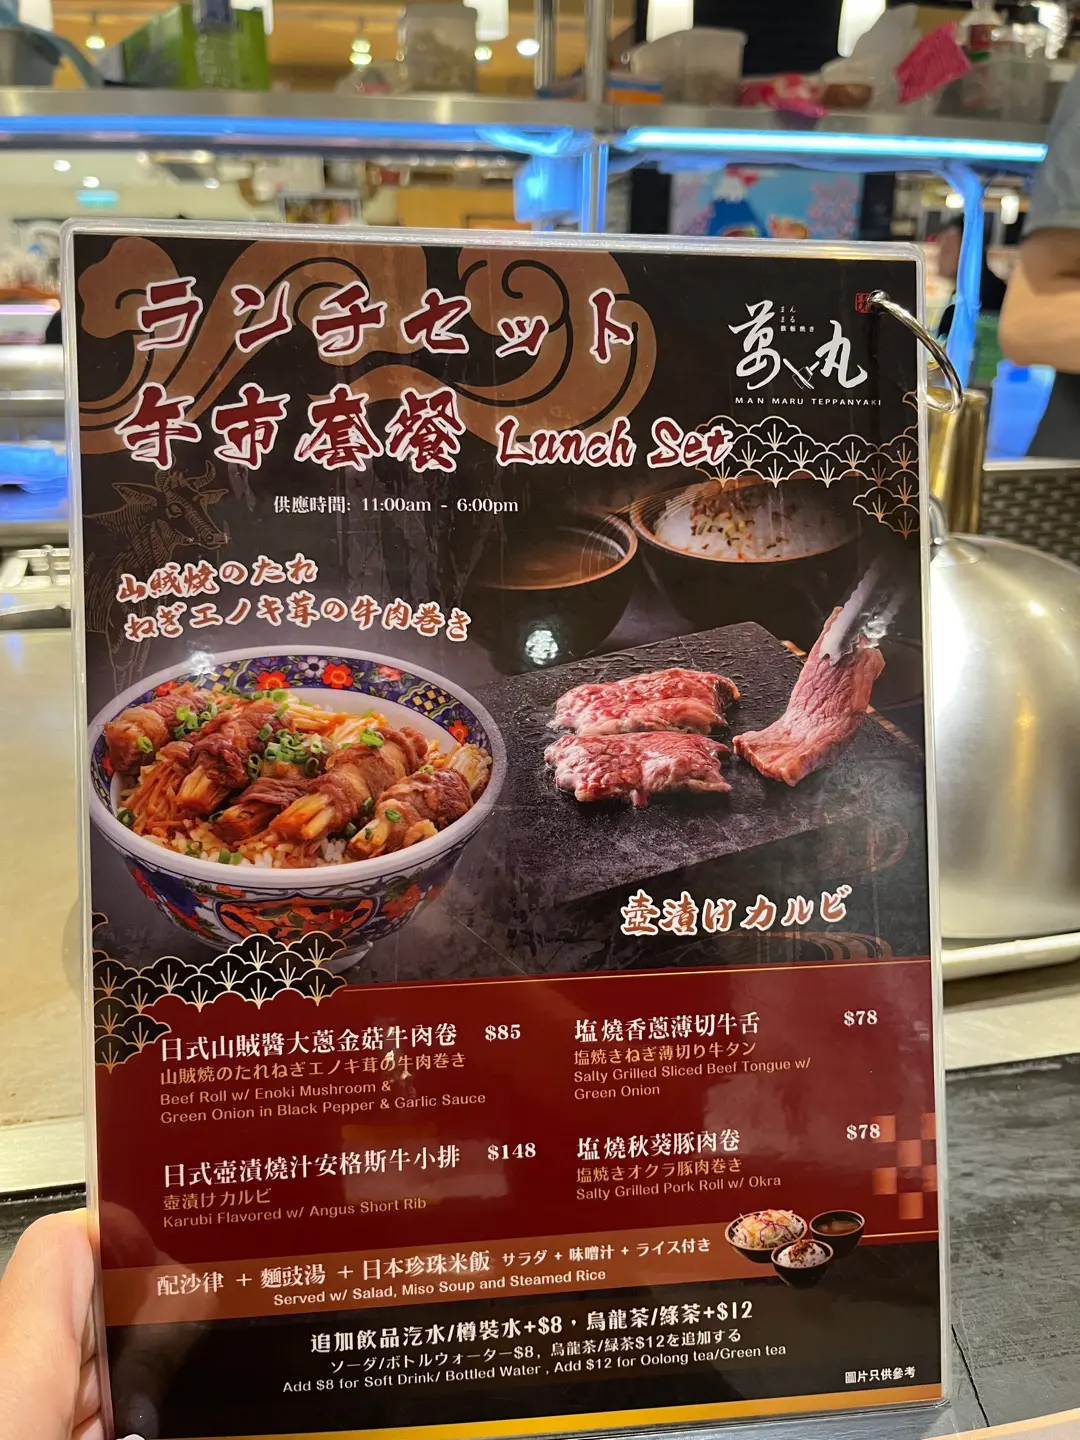 ランチセット
まん
まる
鉄板焼き
萬丸
MAN MARU TEPPANYAKI
午市套餐 Lunch Set
供應時間: 11:00am - 6:00pm
山賊焼のたれ
ねぎエノキ茸の牛肉巻き
壺漬けカルビ
日式山賊醬大蔥金菇牛肉卷 $85
山賊焼のたれねぎエノキ茸の牛肉巻き
Beef Roll w/ Enoki Mushroom &
Green Onion in Black Pepper & Garlic Sauce
日式壺漬燒汁安格斯牛小排 $148
壺漬けカルビ
Karubi Flavored w/ Angus Short Rib
塩燒香蔥薄切牛舌 $78
塩焼きねぎ薄切り牛タン
Salty Grilled Sliced Beef Tongue w/
Green Onion
塩燒秋葵豚肉卷 $78
塩焼きオクラ豚肉巻き
Salty Grilled Pork Roll w/ Okra
配沙律 + 麵豉湯 + 日本珍珠米飯 サラダ + 味噌汁 + ライス付き
Served w/ Salad, Miso Soup and Steamed Rice
追加飲品汽水/樽裝水+$8，烏龍茶/綠茶+$12
ソーダ/ボトルウォーター$8, 烏龍茶/緑茶$12を追加する
Add $8 for Soft Drink/ Bottled Water , Add $12 for Oolong tea/Green tea
圖片只供參考